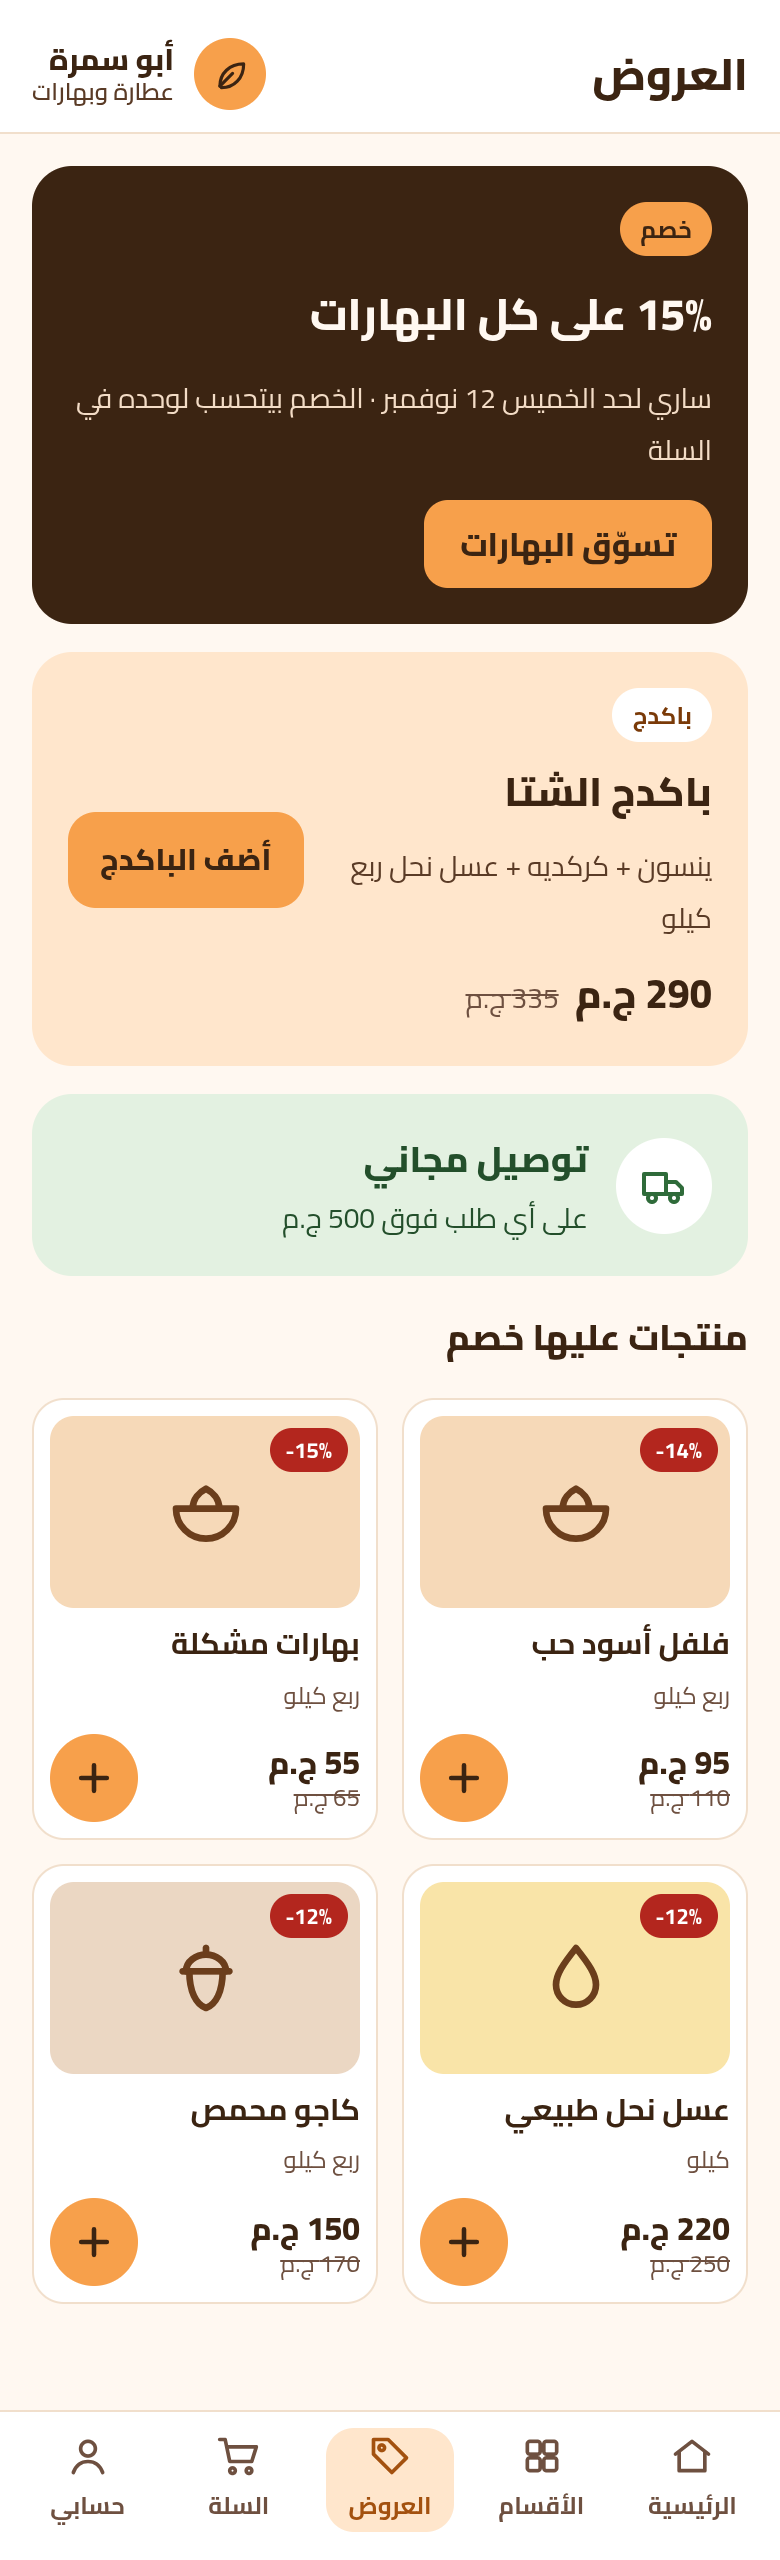 العروض
أبو سمرة
عطارة وبهارات
خصم
15% على كل البهارات
ساري لحد الخميس 12 نوفمبر · الخصم بيتحسب لوحده في
السلة
تسوّق البهارات
باكدج
باكدج الشتا
ينسون + كركديه + عسل نحل ربع
كيلو
290 ج.م 335 ج.م
أضف الباكدج
توصيل مجاني
على أي طلب فوق 500 ج.م
منتجات عليها خصم
-14%
فلفل أسود حب
ربع كيلو
95 ج.م
110 ج.م
-15%
بهارات مشكلة
ربع كيلو
55 ج.م
65 ج.م
-12%
عسل نحل طبيعي
كيلو
220 ج.م
250 ج.م
-12%
كاجو محمص
ربع كيلو
150 ج.م
170 ج.م
الرئيسية
الأقسام
العروض
السلة
حسابي